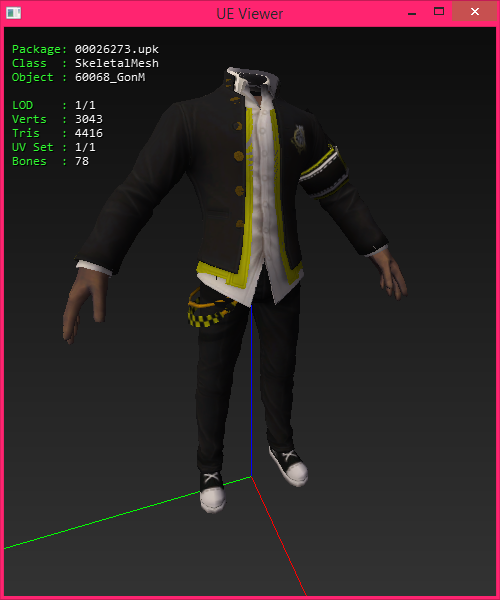 UE Viewer
Package: 00026273.upk
Class  : SkeletalMesh
Object : 60068_GonM
LOD    : 1/1
Verts  : 3043
Tris   : 4416
UV Set : 1/1
Bones  : 78